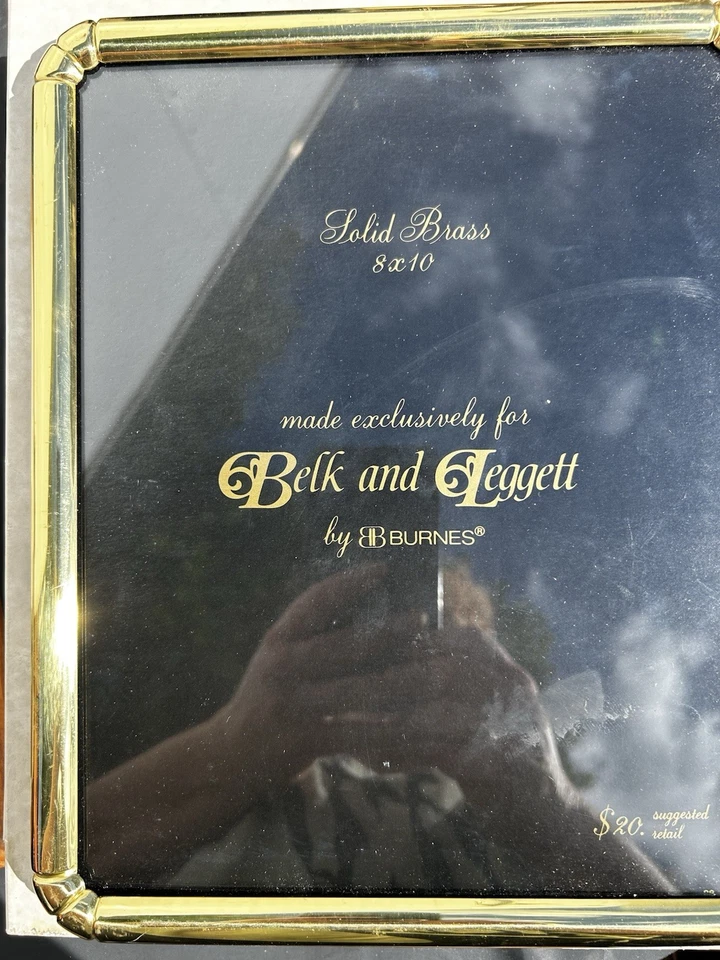 Solid Brass
8x10
made exclusively for
Belk and Leggett
by BB BURNES®
$20. suggested
retail